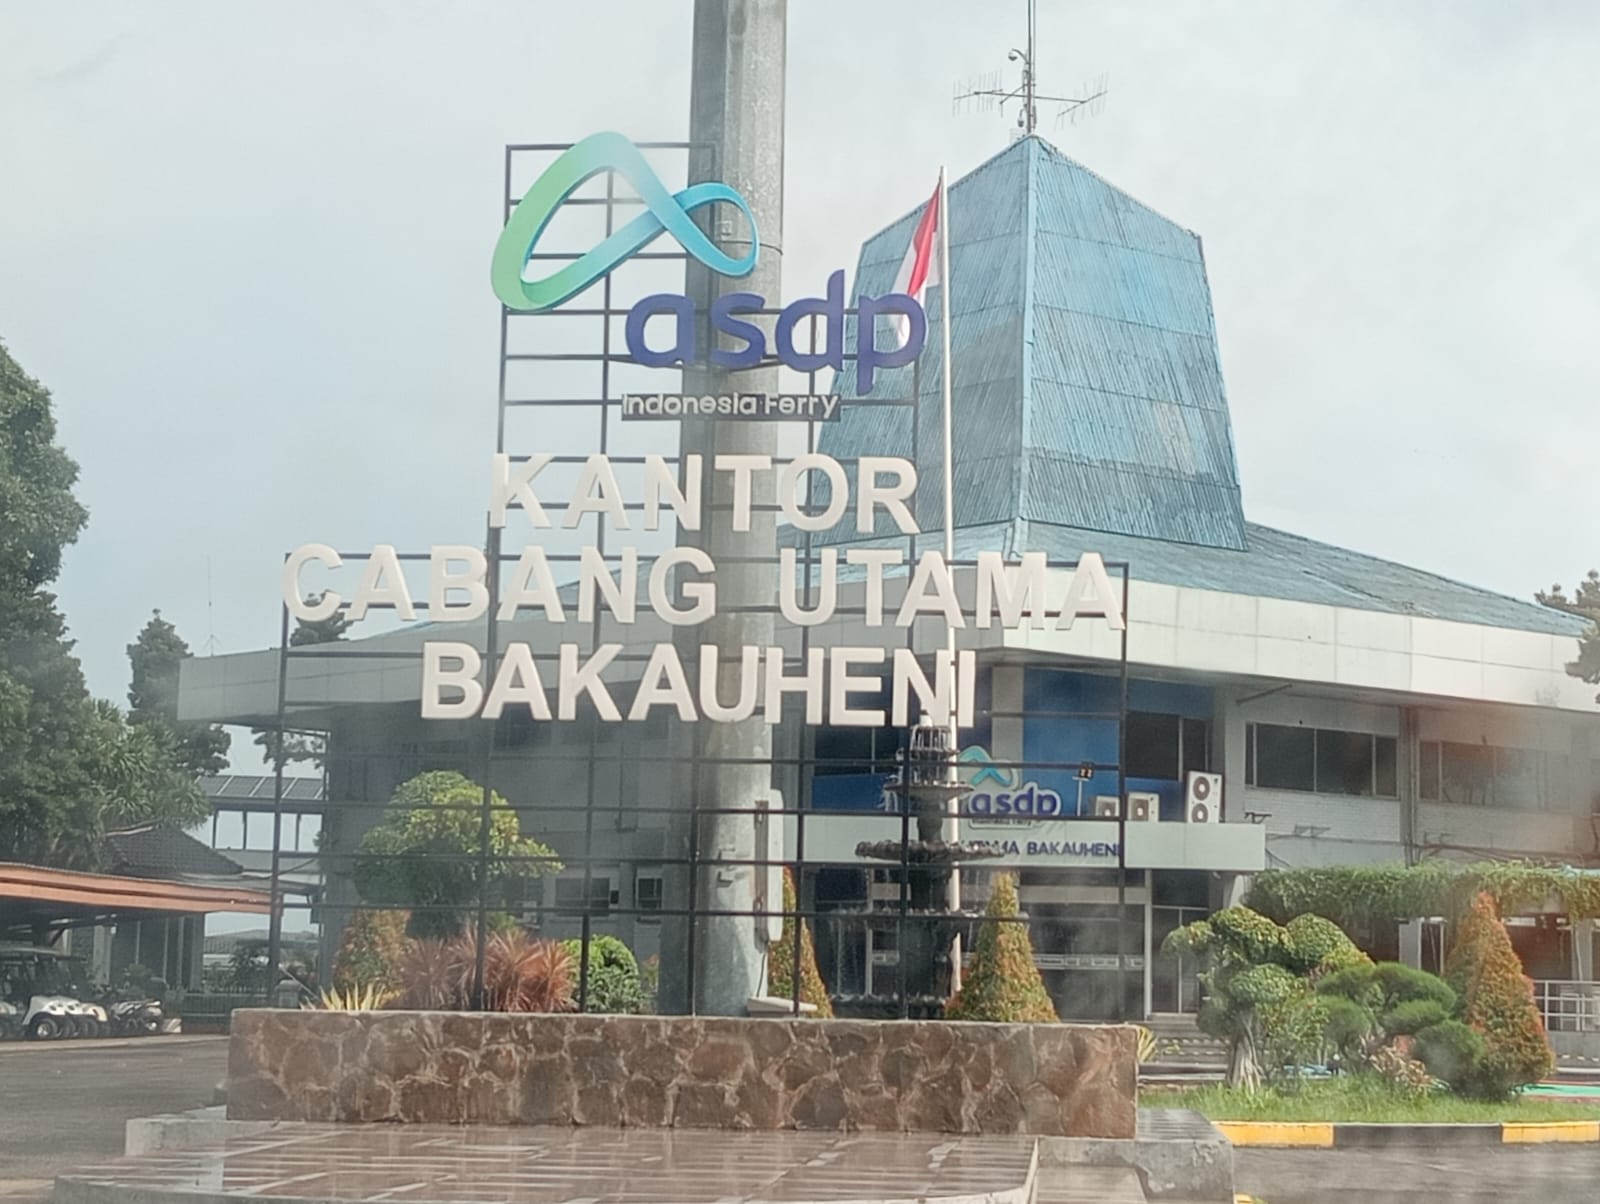 asdp
Indonesia Ferry
KANTOR
CABANG UTAMA
BAKAUHENI
asdp
UTAMA BAKAUHENI